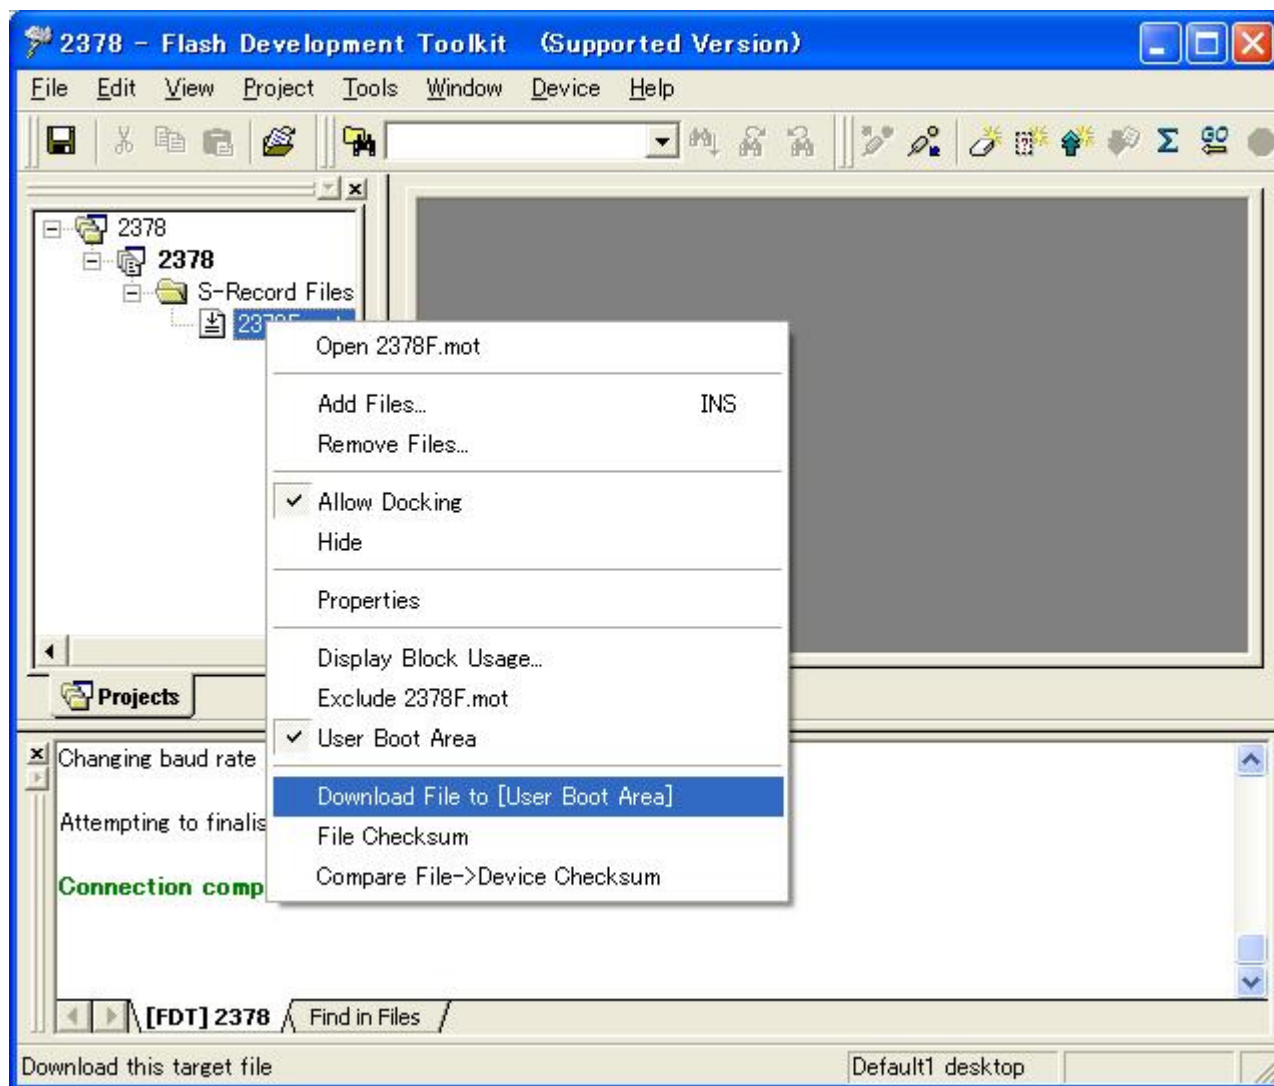 2378 - Flash Development Toolkit (Supported Version)
File Edit View Project Tools Window Device Help
2378
2378
S-Record Files
Open 2378F.mot
Add Files... INS
Remove Files...
Allow Docking
Hide
Properties
Display Block Usage...
Exclude 2378F.mot
User Boot Area
Download File to [User Boot Area]
File Checksum
Compare File->Device Checksum
Projects
Changing baud rate
Attempting to finalis
Connection comp
[FDT] 2378 Find in Files
Download this target file Default1 desktop